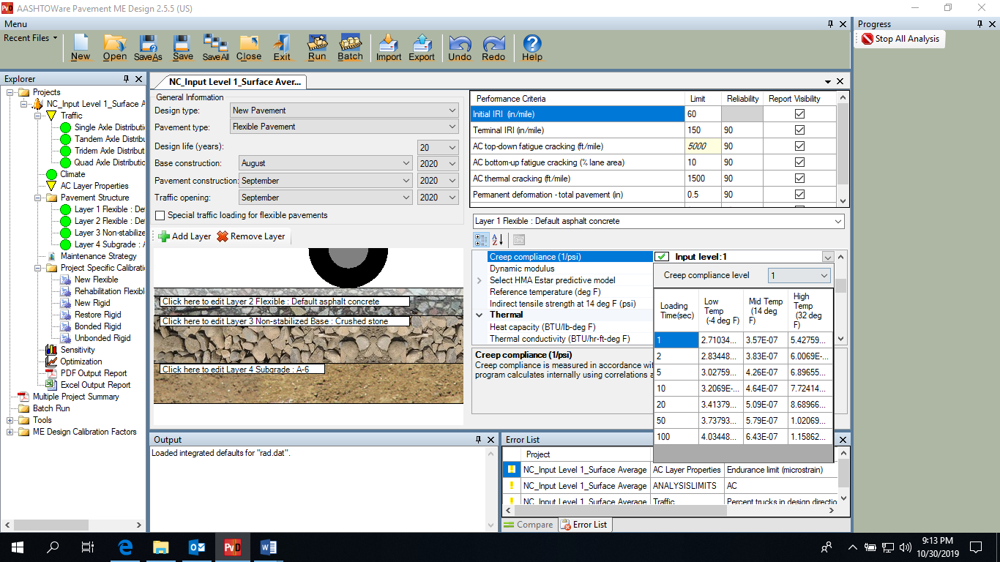 AASHTOWare Pavement ME Design 2.5.5 (US)
Menu
Progress
Recent Files
New
Open
SaveAs
Save
SaveAll
Close
Exit
Run
Batch
Import
Export
Undo
Redo
Help
Stop All Analysis
Explorer
Projects
NC_Input Level 1_Surface A
Traffic
Single Axle Distributi
Tandem Axle Distribu
Tridem Axle Distribut
Quad Axle Distributio
Climate
AC Layer Properties
Pavement Structure
Layer 1 Flexible : De
Layer 2 Flexible : De
Layer 3 Non-stabilize
Layer 4 Subgrade : A
Maintenance Strategy
Project Specific Calibratio
New Flexible
Rehabilitation Flexibl
New Rigid
Restore Rigid
Bonded Rigid
Unbonded Rigid
Sensitivity
Optimization
PDF Output Report
Excel Output Report
Multiple Project Summary
Batch Run
Tools
ME Design Calibration Factors
NC_Input Level 1_Surface Aver...
General Information
Design type: New Pavement
Pavement type: Flexible Pavement
Design life (years): 20
Base construction: August 2020
Pavement construction: September 2020
Traffic opening: September 2020
Special traffic loading for flexible pavements
Add Layer Remove Layer
Click here to edit Layer 2 Flexible : Default asphalt concrete
Click here to edit Layer 3 Non-stabilized Base : Crushed stone
Click here to edit Layer 4 Subgrade : A-6
Performance Criteria Limit Reliability Report Visibility
Initial IRI (in/mile) 60
Terminal IRI (in/mile) 150 90
AC top-down fatigue cracking (ft/mile) 5000 90
AC bottom-up fatigue cracking (% lane area) 10 90
AC thermal cracking (ft/mile) 1500 90
Permanent deformation - total pavement (in) 0.5 90
Layer 1 Flexible : Default asphalt concrete
Creep compliance (1/psi) Input level:1
Dynamic modulus
Select HMA Estar predictive model
Reference temperature (deg F)
Indirect tensile strength at 14 deg F (psi)
Thermal
Heat capacity (BTU/lb-deg F)
Thermal conductivity (BTU/hr-ft-deg F)
Creep compliance (1/psi)
Creep compliance is measured in accordance wit
program calculates internally using correlations a
Creep compliance level 1
Loading Time(sec) Low Temp (-4 deg F) Mid Temp (14 deg F) High Temp (32 deg F)
1 2.71034... 3.57E-07 5.42759...
2 2.83448... 3.83E-07 6.0069E-...
5 3.02759... 4.26E-07 6.89655...
10 3.2069E-... 4.64E-07 7.72414...
20 3.41379... 5.09E-07 8.68966...
50 3.73793... 5.79E-07 1.02069...
100 4.03448... 6.43E-07 1.15862...
Output
Loaded integrated defaults for "rad.dat".
Error List
Project
NC_Input Level 1_Surface Average AC Layer Properties Endurance limit (microstrain)
NC_Input Level 1_Surface Average ANALYSISLIMITS AC
NC_Input Level 1_Surface Average Traffic Percent trucks in design directio
Compare Error List
9:13 PM
10/30/2019